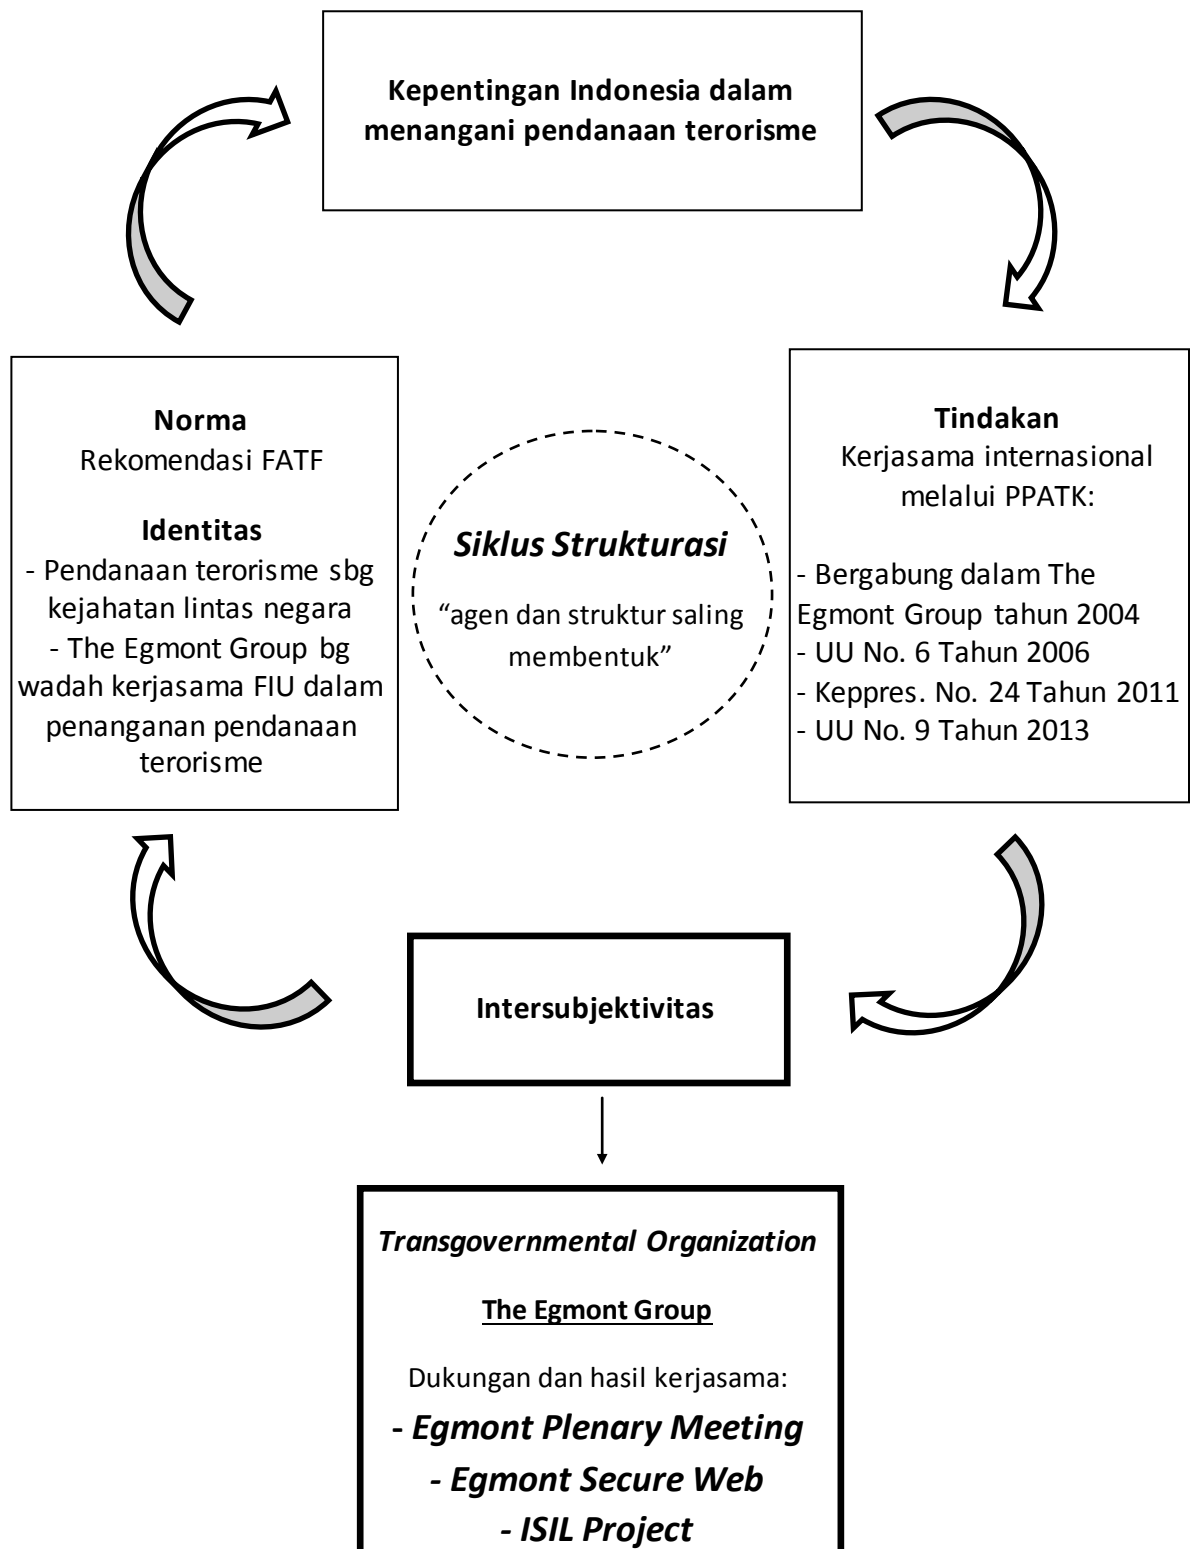 Kepentingan Indonesia dalam
menangani pendanaan terorisme
Norma
Rekomendasi FATF
Identitas
- Pendanaan terorisme sbg
kejahatan lintas negara
- The Egmont Group bg
wadah kerjasama FIU dalam
penanganan pendanaan
terorisme
Siklus Strukturasi
“agen dan struktur saling
membentuk”
Tindakan
Kerjasama internasional
melalui PPATK:
- Bergabung dalam The
Egmont Group tahun 2004
- UU No. 6 Tahun 2006
- Keppres. No. 24 Tahun 2011
- UU No. 9 Tahun 2013
Intersubjektivitas
Transgovernmental Organization
The Egmont Group
Dukungan dan hasil kerjasama:
- Egmont Plenary Meeting
- Egmont Secure Web
- ISIL Project